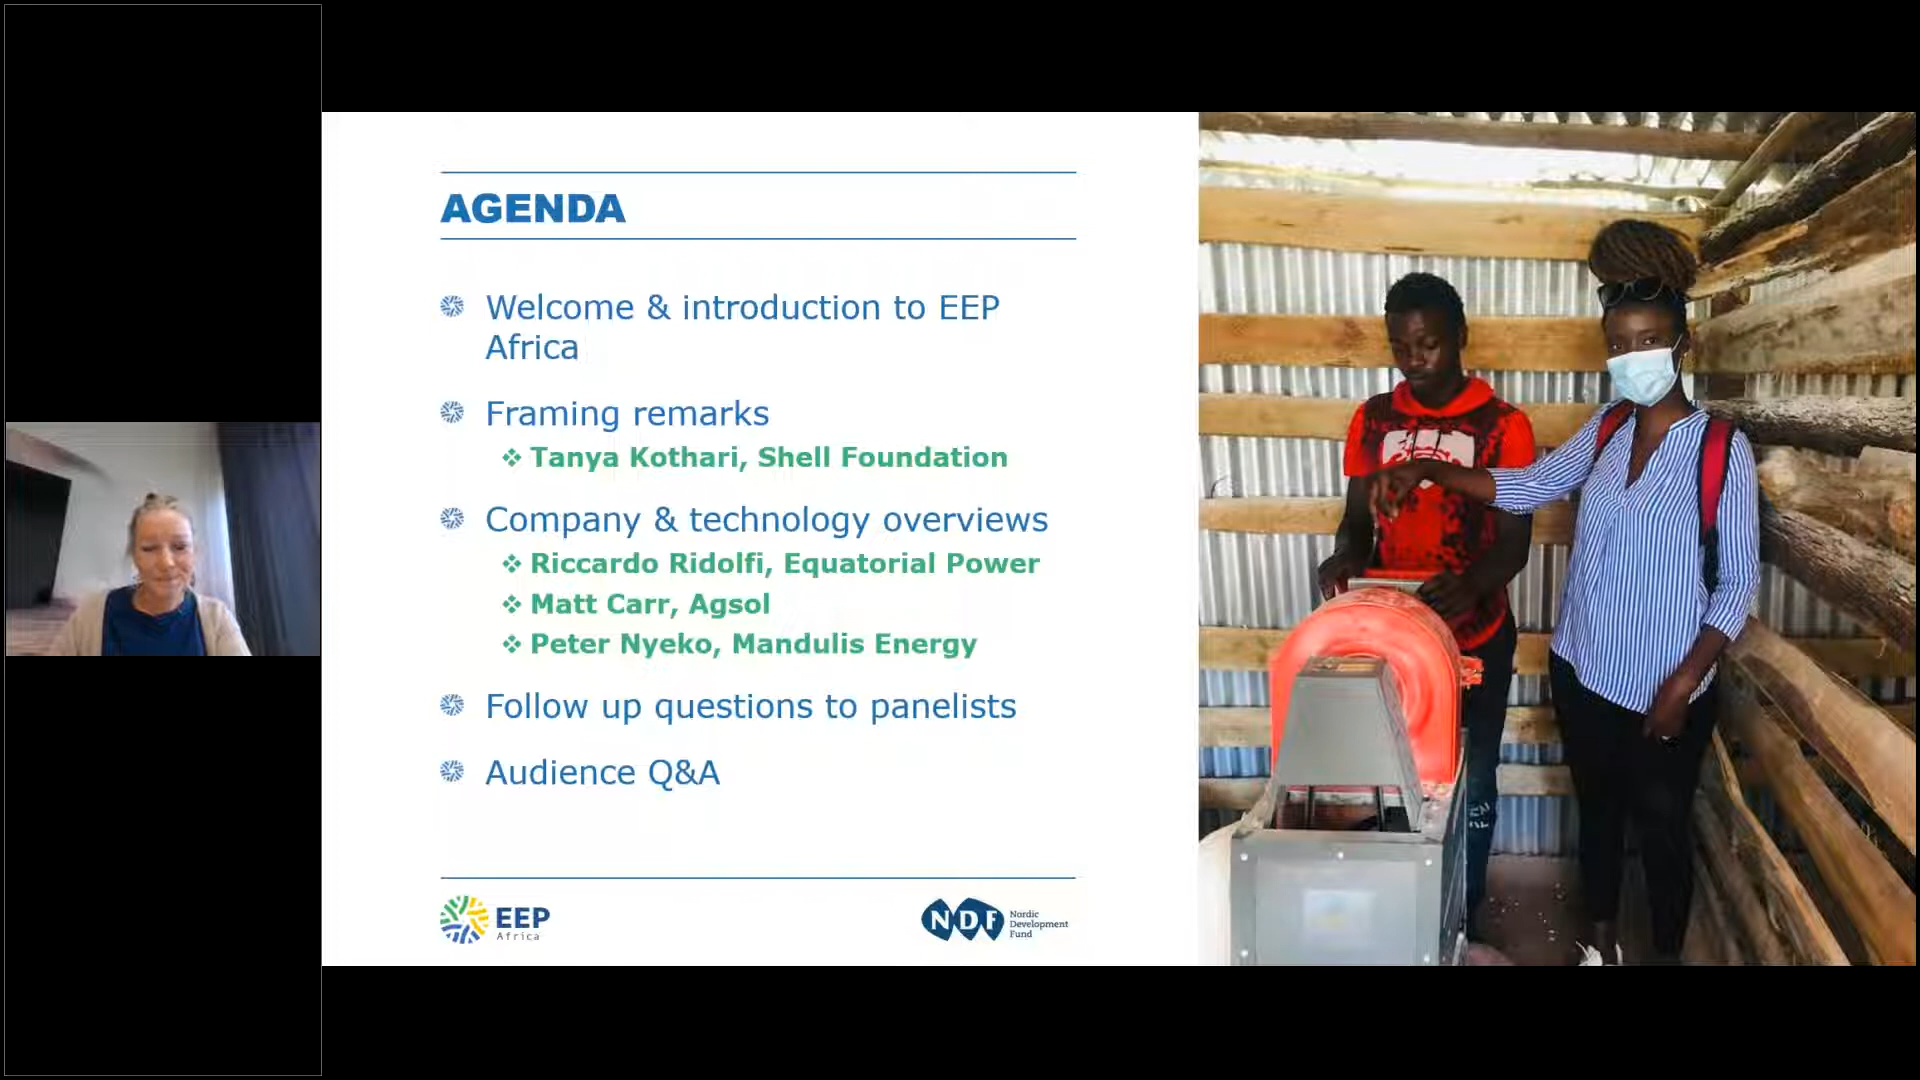 AGENDA
Welcome & introduction to EEP
Africa
Framing remarks
❖ Tanya Kothari, Shell Foundation
Company & technology overviews
❖ Riccardo Ridolfi, Equatorial Power
❖ Matt Carr, Agsol
❖ Peter Nyeko, Mandulis Energy
Follow up questions to panelists
Audience Q&A
EEP
Africa
NDF
Nordic
Development
Fund